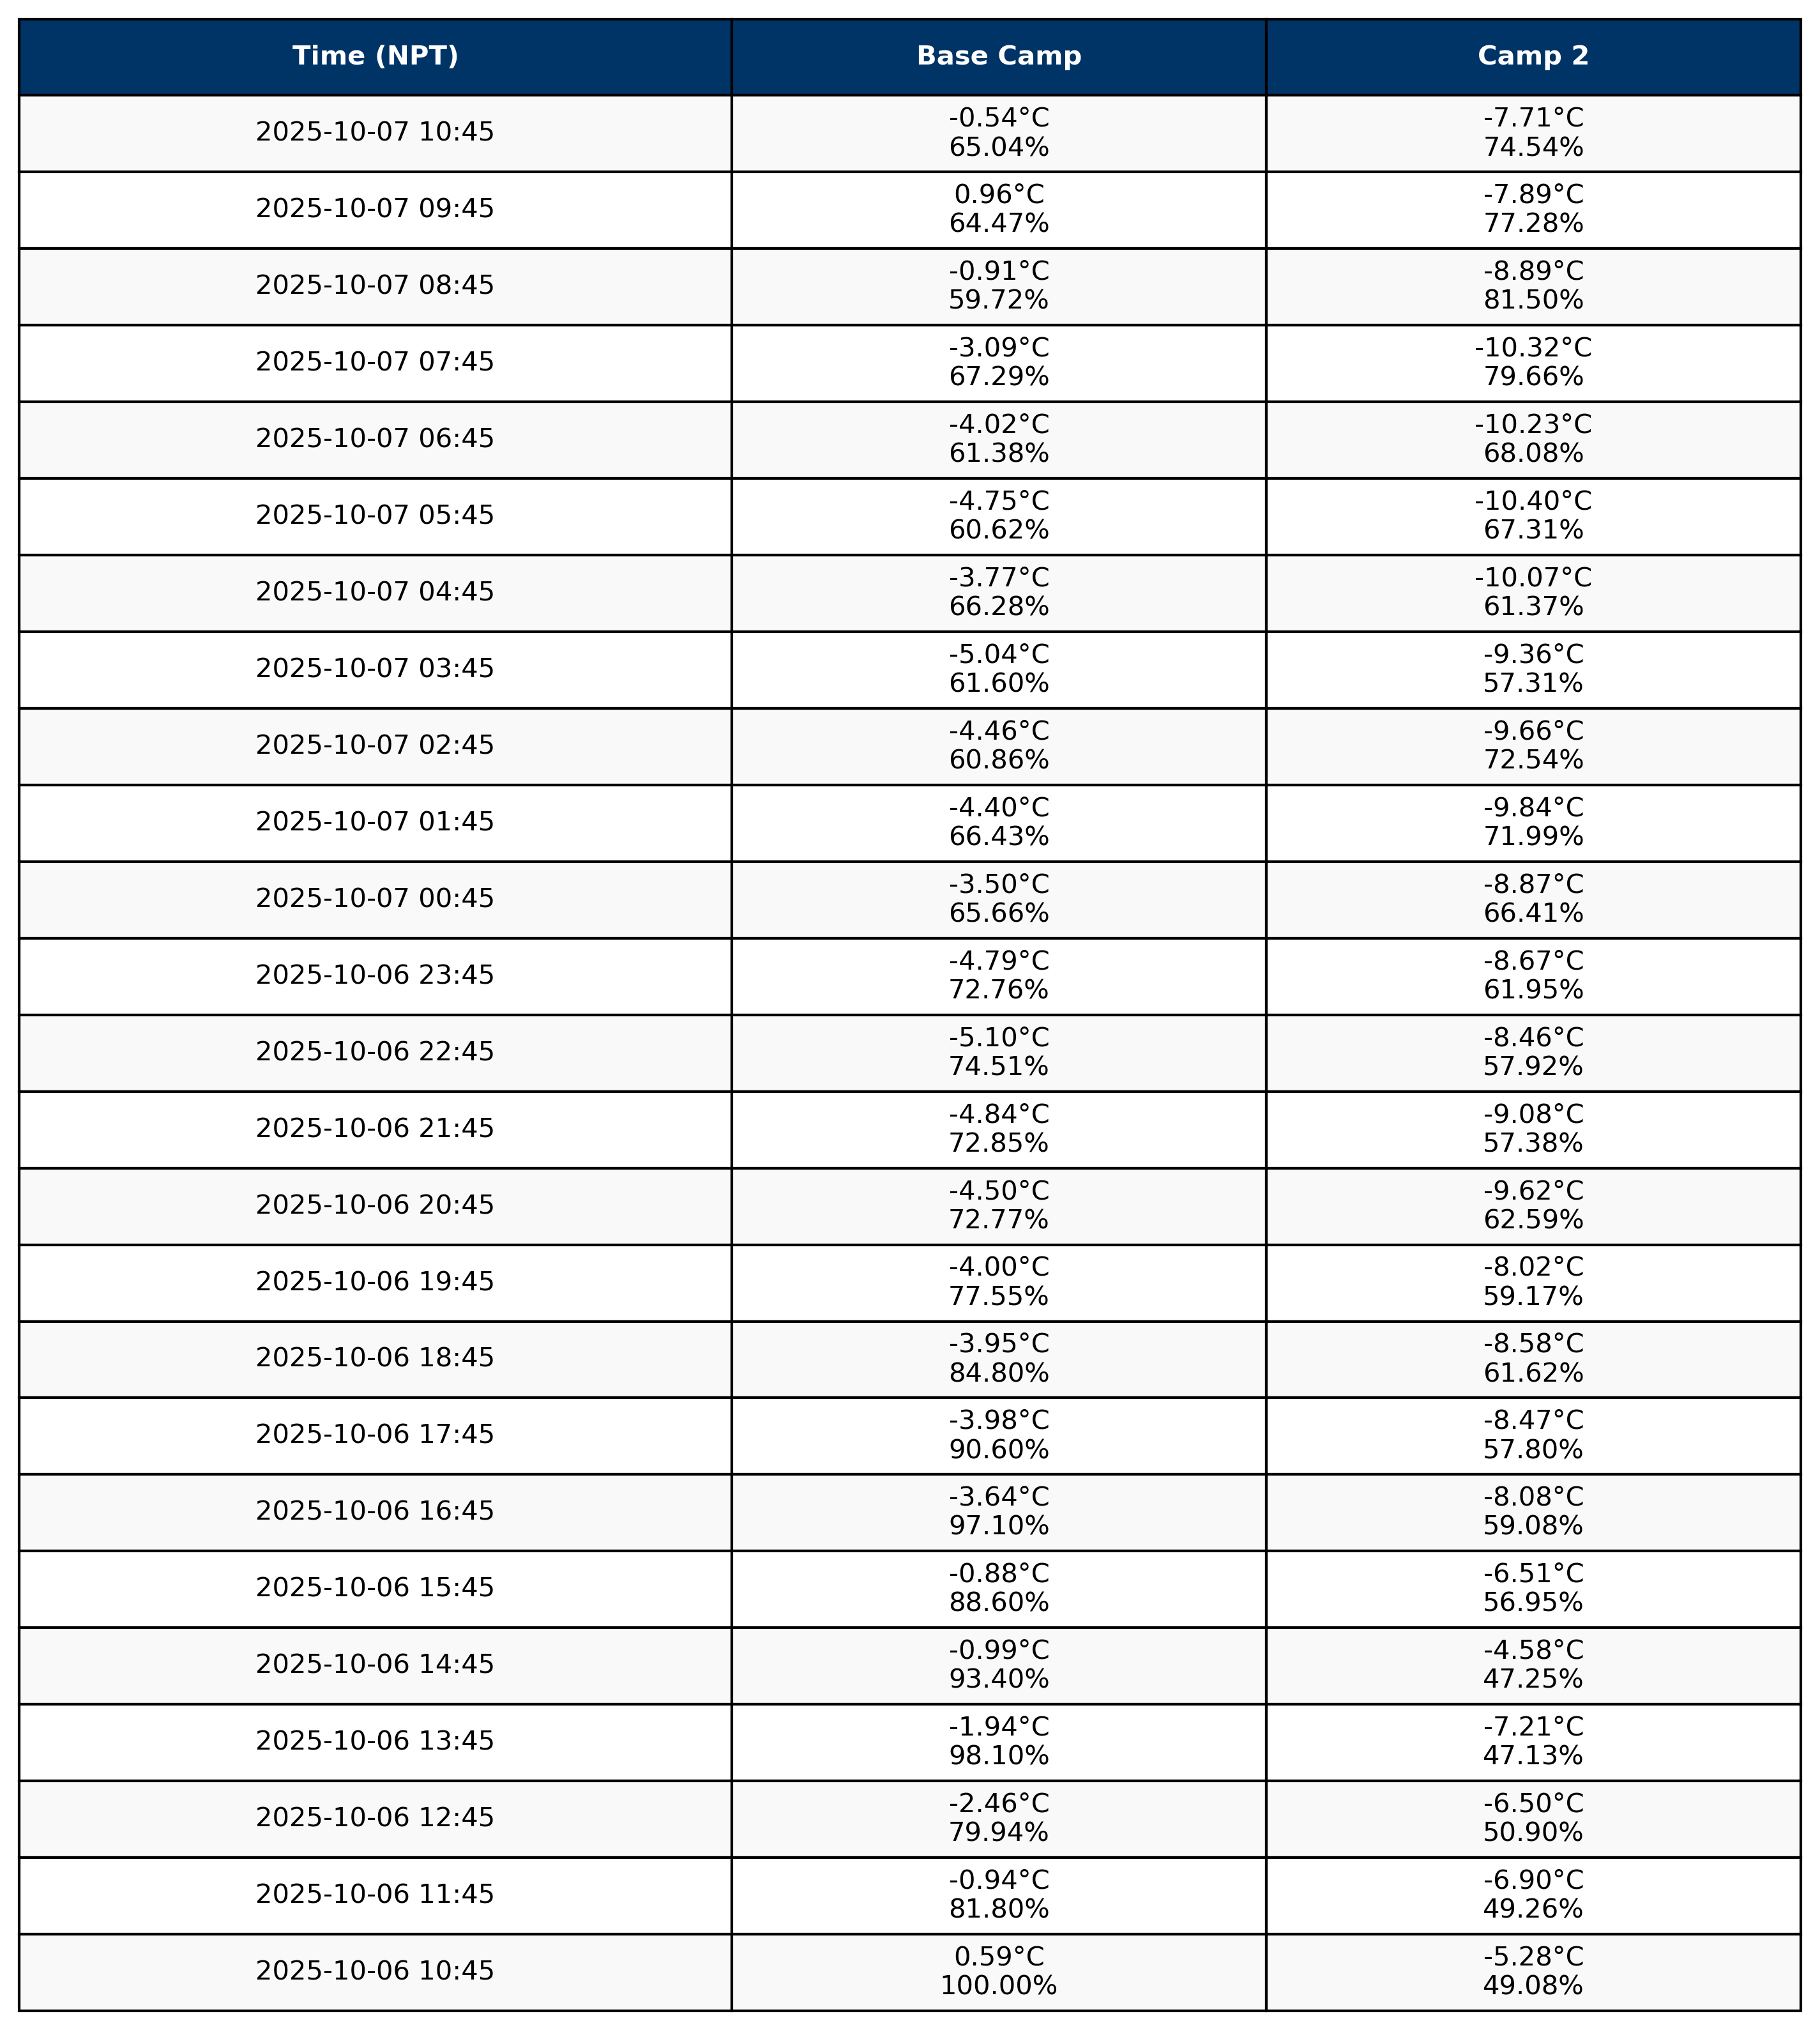 Time (NPT) Base Camp Camp 2
2025-10-07 10:45 -0.54°C -7.71°C
65.04% 74.54%
2025-10-07 09:45 0.96°C -7.89°C
64.47% 77.28%
2025-10-07 08:45 -0.91°C -8.89°C
59.72% 81.50%
2025-10-07 07:45 -3.09°C -10.32°C
67.29% 79.66%
2025-10-07 06:45 -4.02°C -10.23°C
61.38% 68.08%
2025-10-07 05:45 -4.75°C -10.40°C
60.62% 67.31%
2025-10-07 04:45 -3.77°C -10.07°C
66.28% 61.37%
2025-10-07 03:45 -5.04°C -9.36°C
61.60% 57.31%
2025-10-07 02:45 -4.46°C -9.66°C
60.86% 72.54%
2025-10-07 01:45 -4.40°C -9.84°C
66.43% 71.99%
2025-10-07 00:45 -3.50°C -8.87°C
65.66% 66.41%
2025-10-06 23:45 -4.79°C -8.67°C
72.76% 61.95%
2025-10-06 22:45 -5.10°C -8.46°C
74.51% 57.92%
2025-10-06 21:45 -4.84°C -9.08°C
72.85% 57.38%
2025-10-06 20:45 -4.50°C -9.62°C
72.77% 62.59%
2025-10-06 19:45 -4.00°C -8.02°C
77.55% 59.17%
2025-10-06 18:45 -3.95°C -8.58°C
84.80% 61.62%
2025-10-06 17:45 -3.98°C -8.47°C
90.60% 57.80%
2025-10-06 16:45 -3.64°C -8.08°C
97.10% 59.08%
2025-10-06 15:45 -0.88°C -6.51°C
88.60% 56.95%
2025-10-06 14:45 -0.99°C -4.58°C
93.40% 47.25%
2025-10-06 13:45 -1.94°C -7.21°C
98.10% 47.13%
2025-10-06 12:45 -2.46°C -6.50°C
79.94% 50.90%
2025-10-06 11:45 -0.94°C -6.90°C
81.80% 49.26%
2025-10-06 10:45 0.59°C -5.28°C
100.00% 49.08%